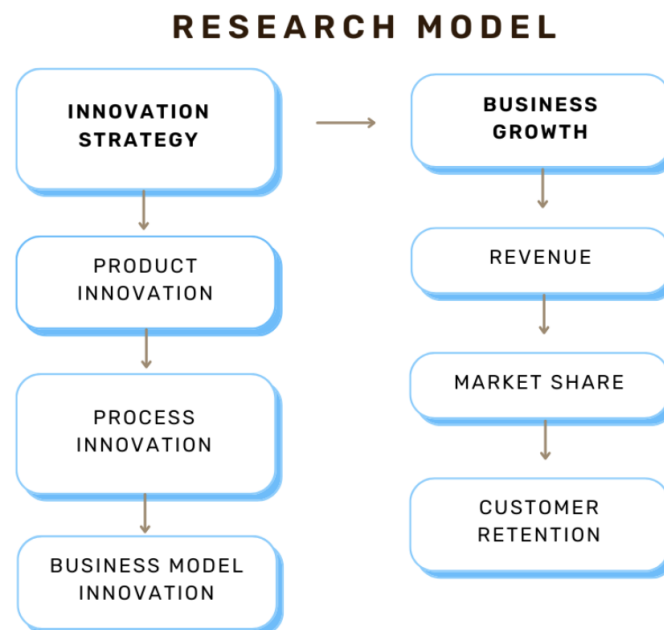 RESEARCH MODEL
INNOVATION
STRATEGY
PRODUCT
INNOVATION
PROCESS
INNOVATION
BUSINESS MODEL
INNOVATION
BUSINESS
GROWTH
REVENUE
MARKET SHARE
CUSTOMER
RETENTION